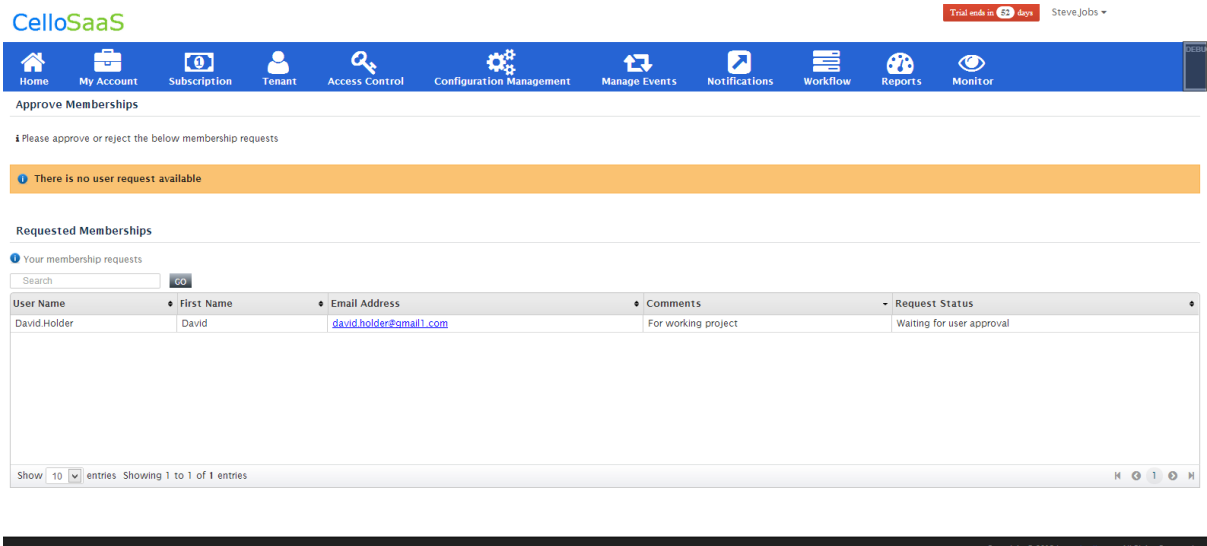 Trial ends in 52 days Steve.Jobs
CelloSaaS
DEBU
Home My Account Subscription Tenant Access Control Configuration Management Manage Events Notifications Workflow Reports Monitor
Approve Memberships
i Please approve or reject the below membership requests
i There is no user request available
Requested Memberships
i Your membership requests
Search GO
User Name First Name Email Address Comments Request Status
David.Holder David david.holder@gmail1.com For working project Waiting for user approval
Show 10 entries Showing 1 to 1 of 1 entries 1